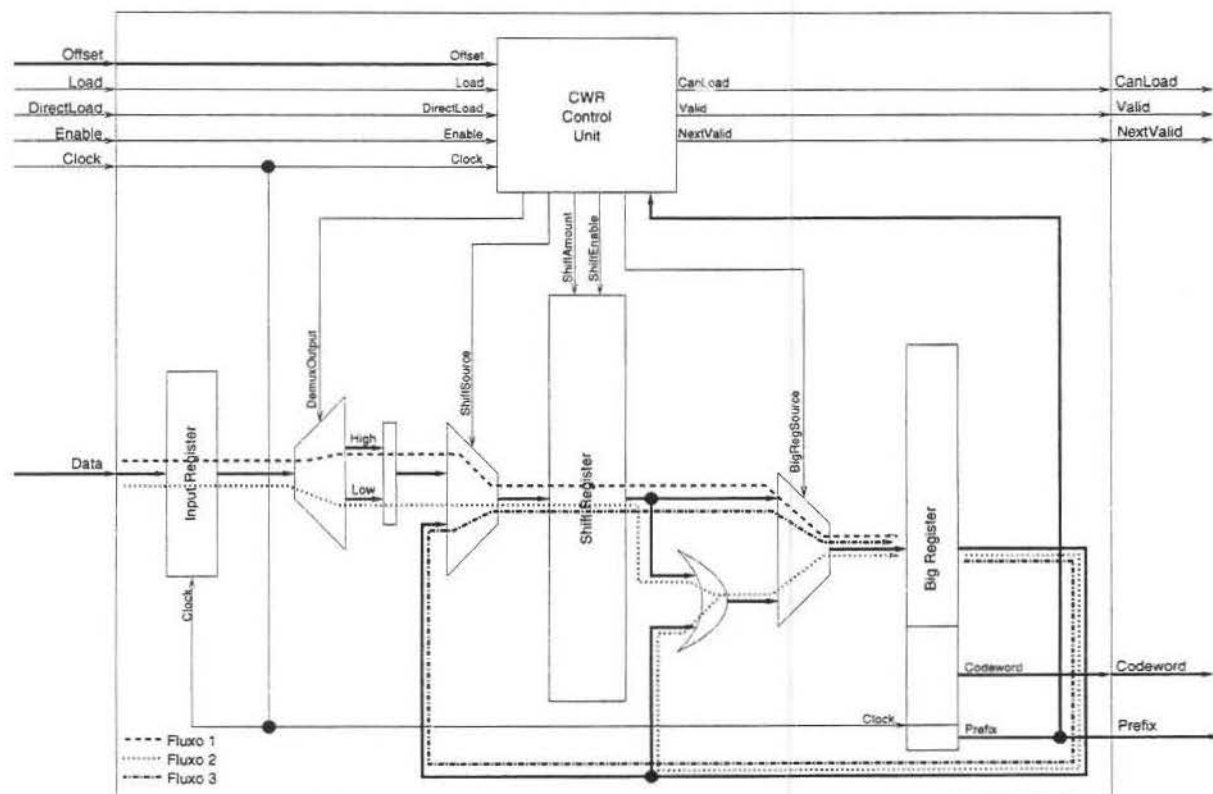 Offset
Load
DirectLoad
Enable
Clock
Offset
Load
DirectLoad
Enable
Clock
CWR
Control
Unit
CanLoad
Valid
NextValid
CanLoad
Valid
NextValid
DemuxOutput
ShiftSource
ShiftAmount
ShiftEnable
BigRegSource
Data
Input Register
High
Low
Shift Register
Big Register
Clock
Clock
Codeword
Prefix
Codeword
Prefix
Fluxo 1
Fluxo 2
Fluxo 3